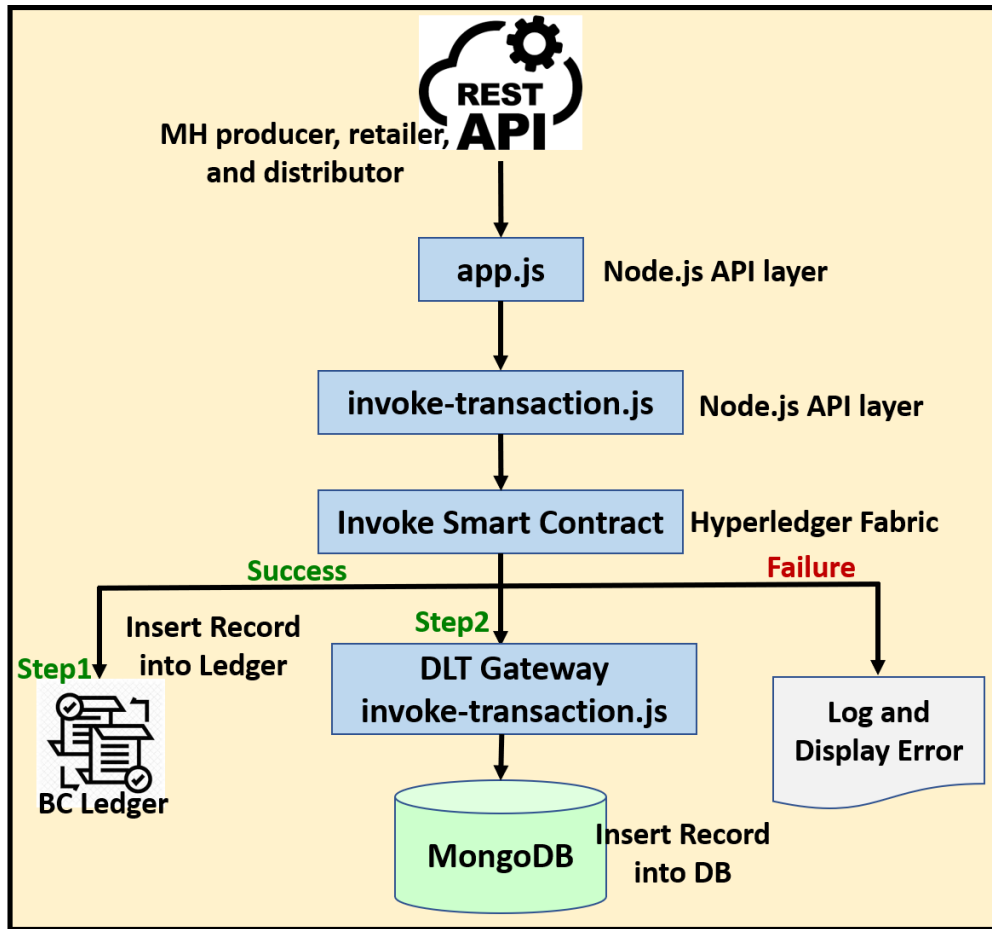 REST
API
MH producer, retailer,
and distributor
app.js
Node.js API layer
invoke-transaction.js
Node.js API layer
Invoke Smart Contract
Hyperledger Fabric
Success
Failure
Insert Record
into Ledger
Step1
Step2
DLT Gateway
invoke-transaction.js
Log and
Display Error
BC Ledger
MongoDB
Insert Record
into DB